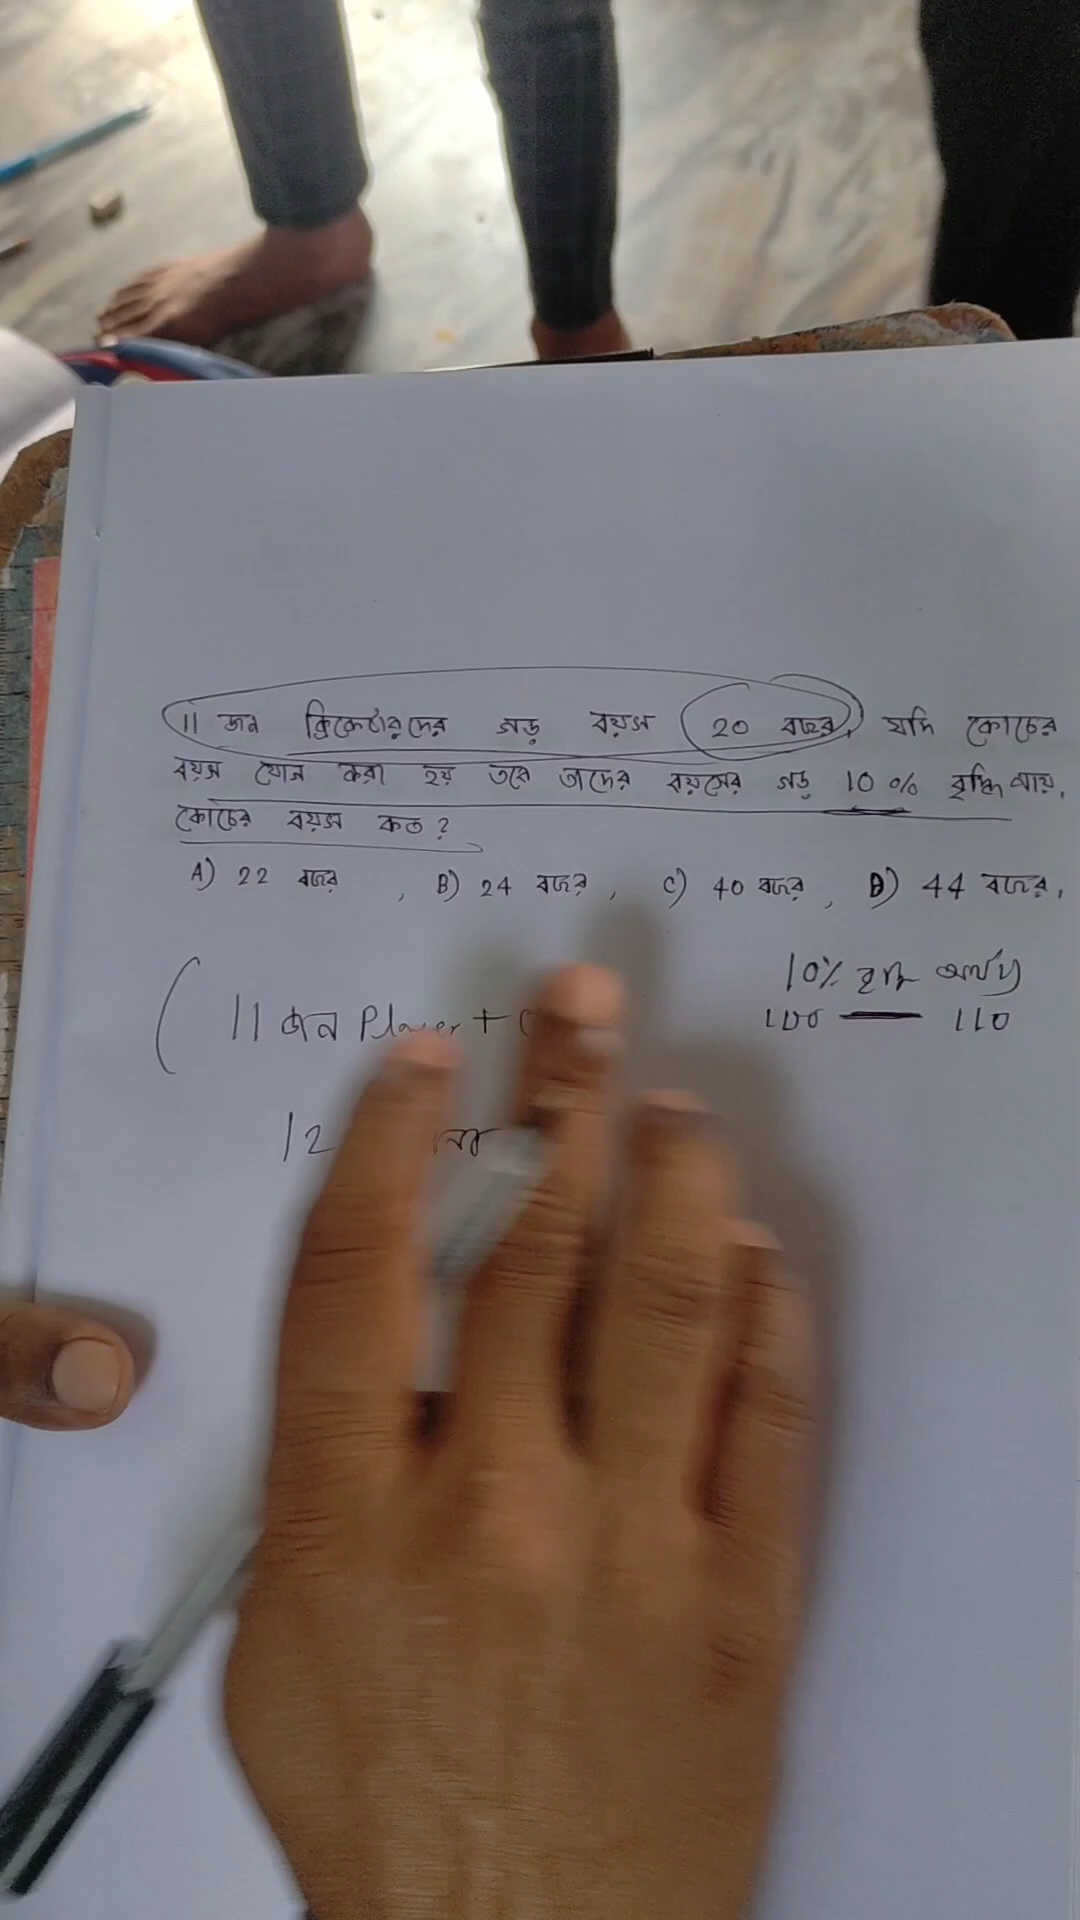 11 জন ক্রিকেটারদের গড় বয়স 20 বছর, যদি কোচের
বয়স যোগ করা হয় তবে তাদের বয়সের গড় 10% বৃদ্ধি পায়,
কোচের বয়স কত?
A) 22 বছর, B) 24 বছর, C) 40 বছর, D) 44 বছর,
10% বৃদ্ধি অর্থাৎ
11 জন Player +
100 — 110
12